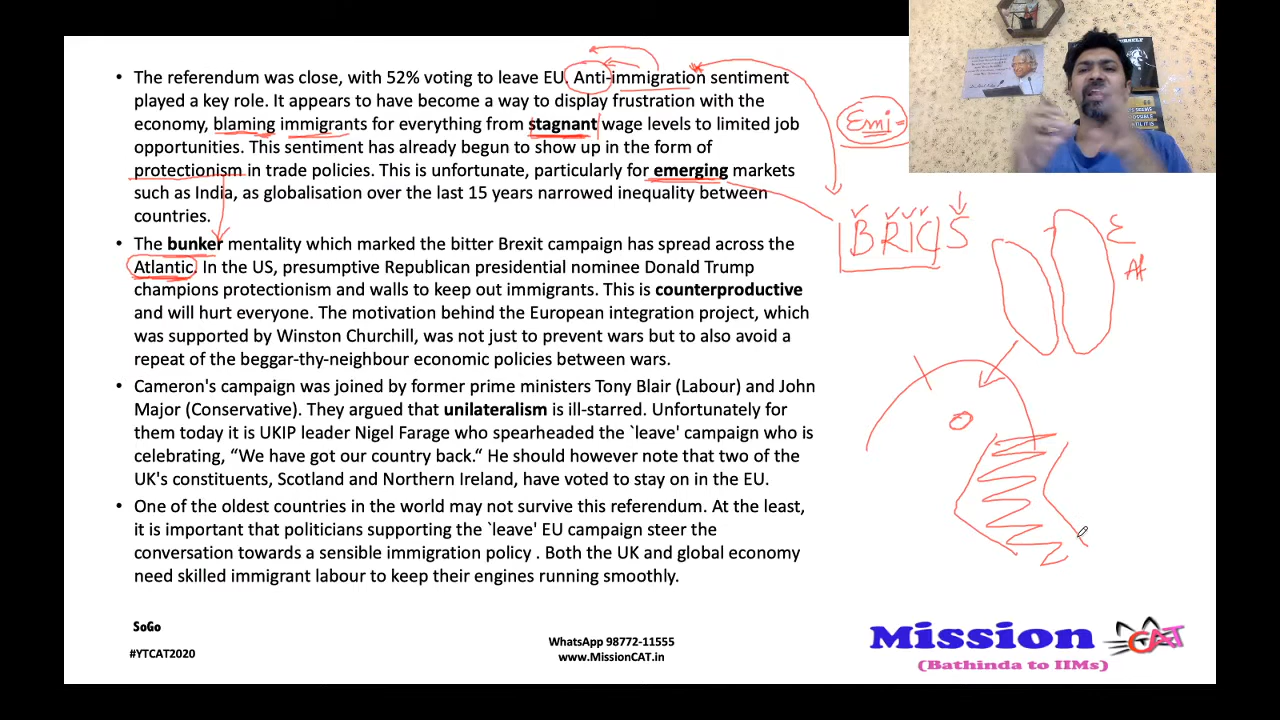 • The referendum was close, with 52% voting to leave EU. Anti-immigration sentiment
played a key role. It appears to have become a way to display frustration with the
economy, blaming immigrants for everything from stagnant wage levels to limited job
opportunities. This sentiment has already begun to show up in the form of
protectionism in trade policies. This is unfortunate, particularly for emerging markets
such as India, as globalisation over the last 15 years narrowed inequality between
countries.
• The bunker mentality which marked the bitter Brexit campaign has spread across the
Atlantic. In the US, presumptive Republican presidential nominee Donald Trump
champions protectionism and walls to keep out immigrants. This is counterproductive
and will hurt everyone. The motivation behind the European integration project, which
was supported by Winston Churchill, was not just to prevent wars but to also avoid a
repeat of the beggar-thy-neighbour economic policies between wars.
• Cameron's campaign was joined by former prime ministers Tony Blair (Labour) and John
Major (Conservative). They argued that unilateralism is ill-starred. Unfortunately for
them today it is UKIP leader Nigel Farage who spearheaded the `leave' campaign who is
celebrating, “We have got our country back.“ He should however note that two of the
UK's constituents, Scotland and Northern Ireland, have voted to stay on in the EU.
• One of the oldest countries in the world may not survive this referendum. At the least,
it is important that politicians supporting the `leave' EU campaign steer the
conversation towards a sensible immigration policy . Both the UK and global economy
need skilled immigrant labour to keep their engines running smoothly.
Emi =
BRICS
E
Af
SoGo
#YTCAT2020
WhatsApp 98772-11555
www.MissionCAT.in
Mission CAT
(Bathinda to IIMs)